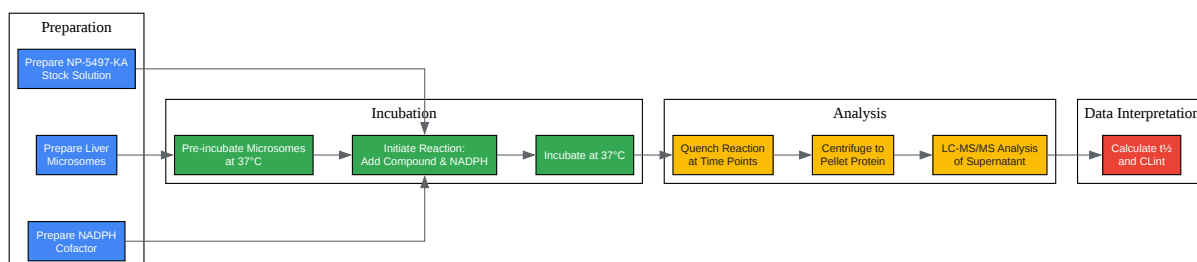 Preparation
Prepare NP-5497-KA
Stock Solution
Prepare Liver
Microsomes
Prepare NADPH
Cofactor
Incubation
Pre-incubate Microsomes
at 37°C
Initiate Reaction:
Add Compound & NADPH
Incubate at 37°C
Analysis
Quench Reaction
at Time Points
Centrifuge to
Pellet Protein
LC-MS/MS Analysis
of Supernatant
Data Interpretation
Calculate t½
and CLint